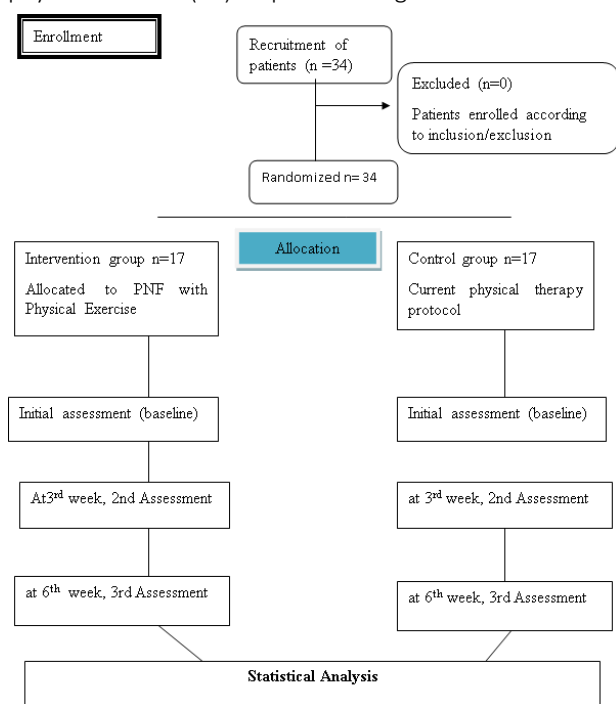 Enrollment
Recruitment of
patients (n =34)
Excluded (n=0)
Patients enrolled according
to inclusion/exclusion
Randomized n= 34
Allocation
Intervention group n=17
Allocated to PNF with
Physical Exercise
Control group n=17
Current physical therapy
protocol
Initial assessment (baseline)
Initial assessment (baseline)
At3rd week, 2nd Assessment
at 3rd week, 2nd Assessment
at 6th week, 3rd Assessment
at 6th week, 3rd Assessment
Statistical Analysis